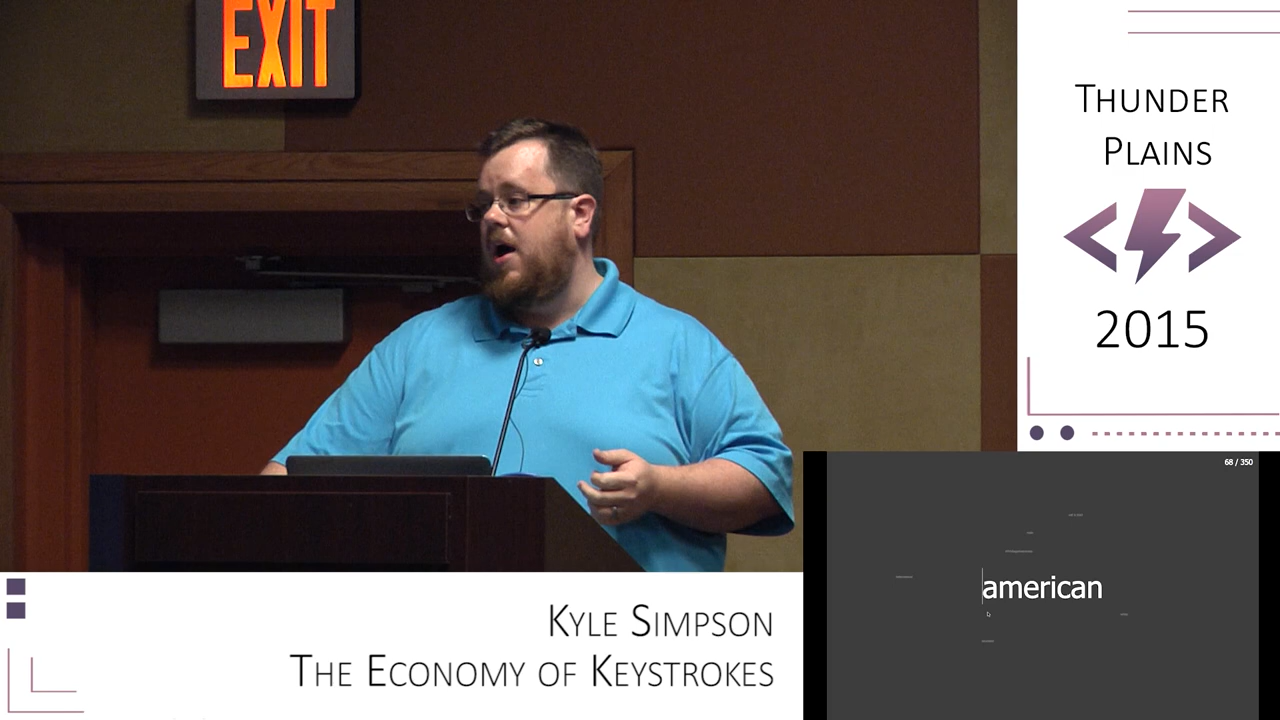 EXIT
THUNDER
PLAINS
2015
68 / 350
american
KYLE SIMPSON
THE ECONOMY OF KEYSTROKES